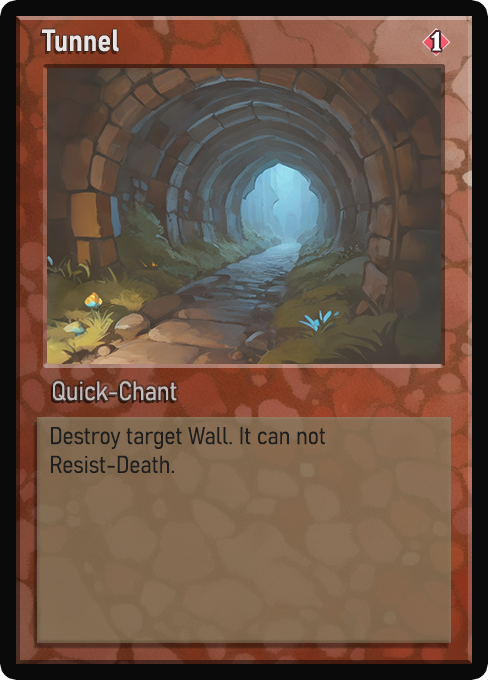 Tunnel
1
Quick-Chant
Destroy target Wall. It can not
Resist-Death.